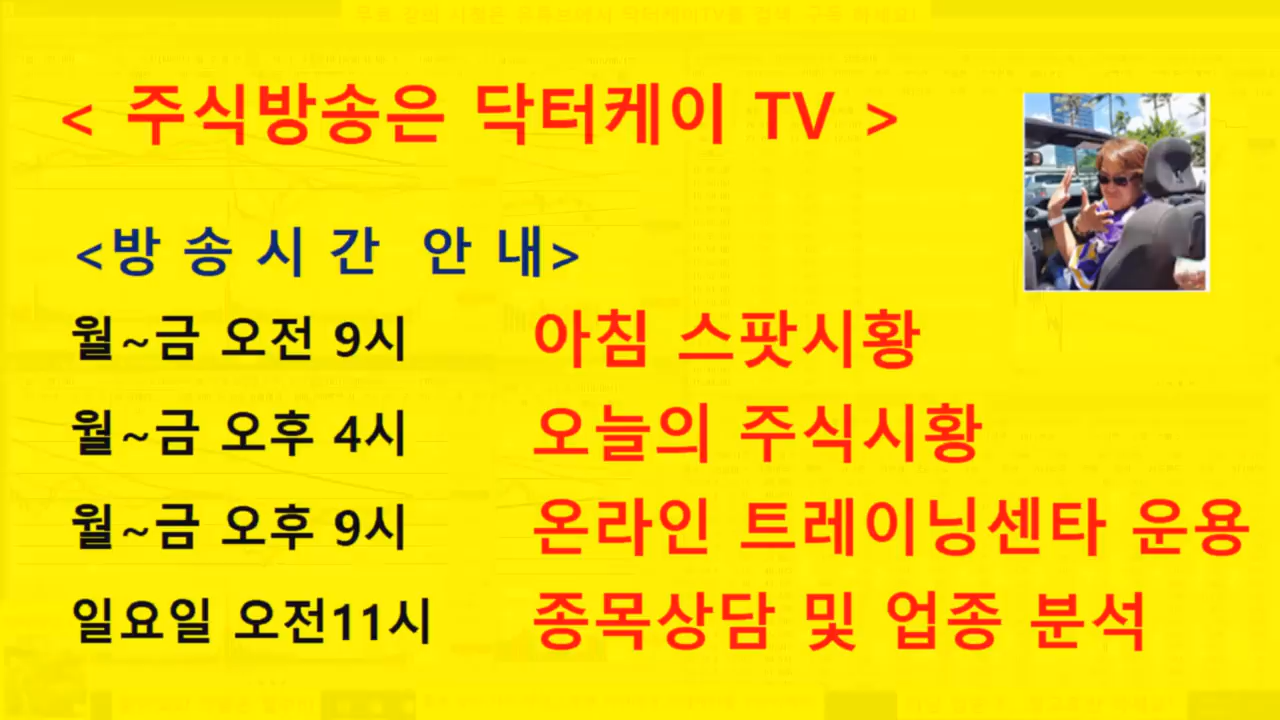 < 주식방송은 닥터케이 TV >
<방 송 시 간 안 내>
월~금 오전 9시 아침 스팟시황
월~금 오후 4시 오늘의 주식시황
월~금 오후 9시 온라인 트레이닝센타 운용
일요일 오전11시 종목상담 및 업종 분석